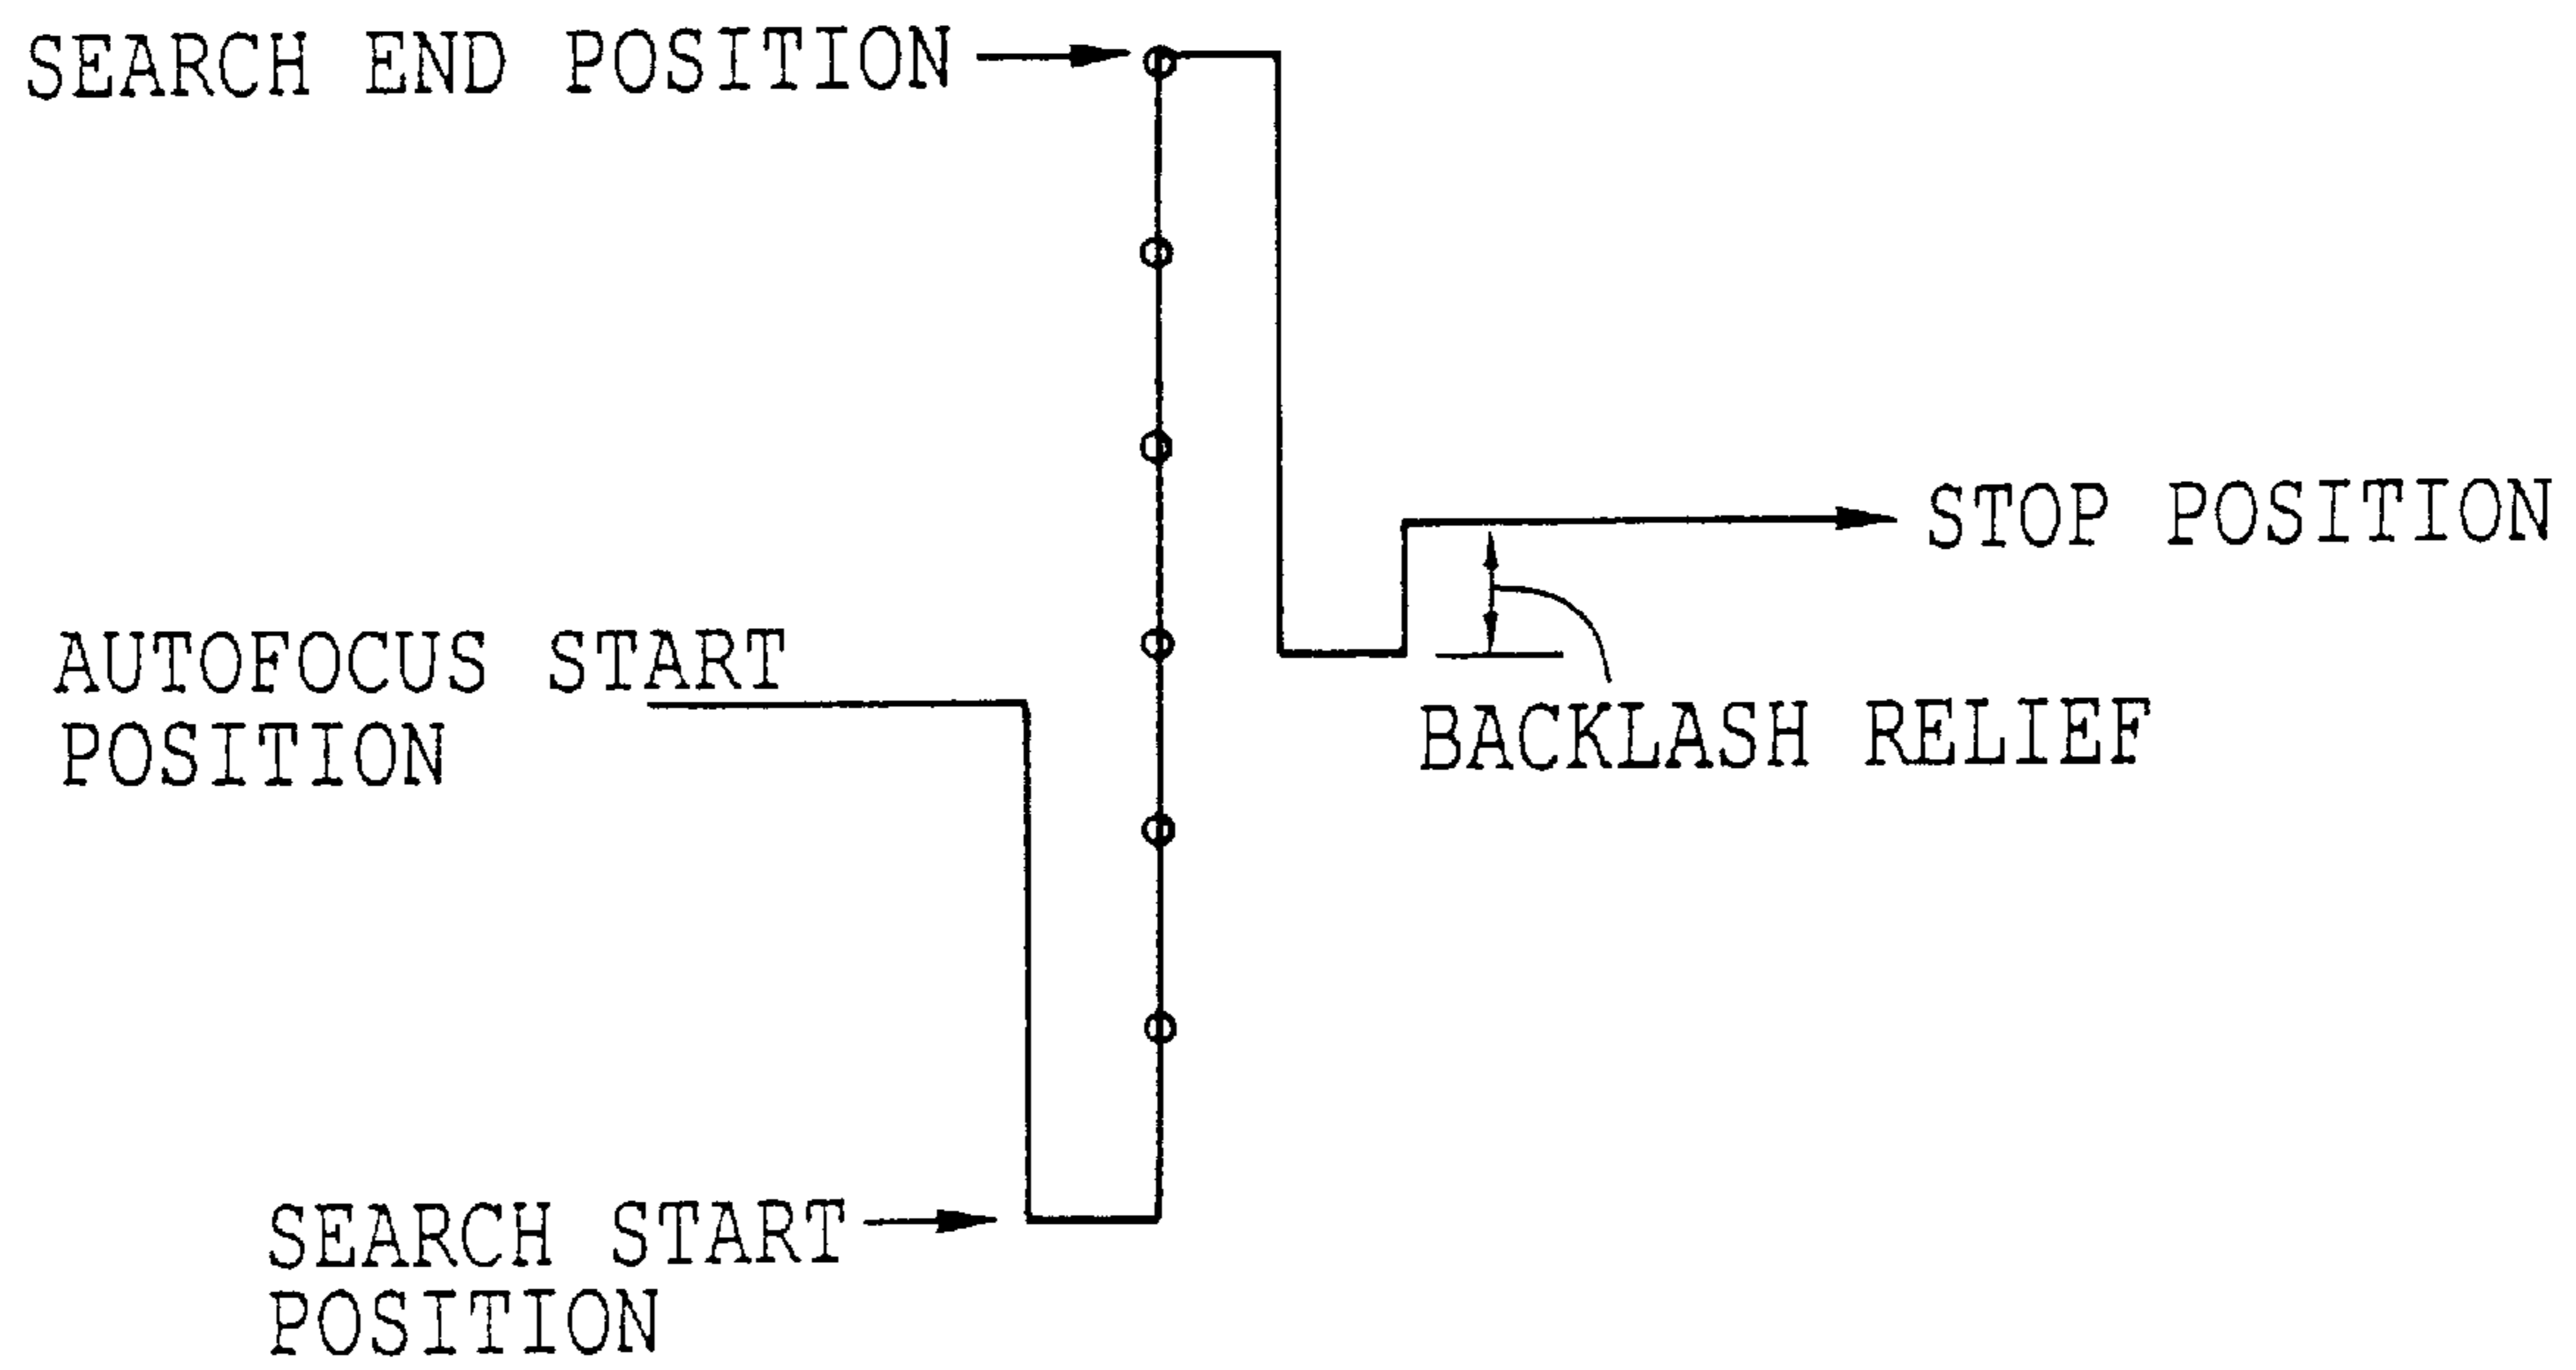 SEARCH END POSITION
STOP POSITION
AUTOFOCUS START
POSITION
BACKLASH RELIEF
SEARCH START
POSITION